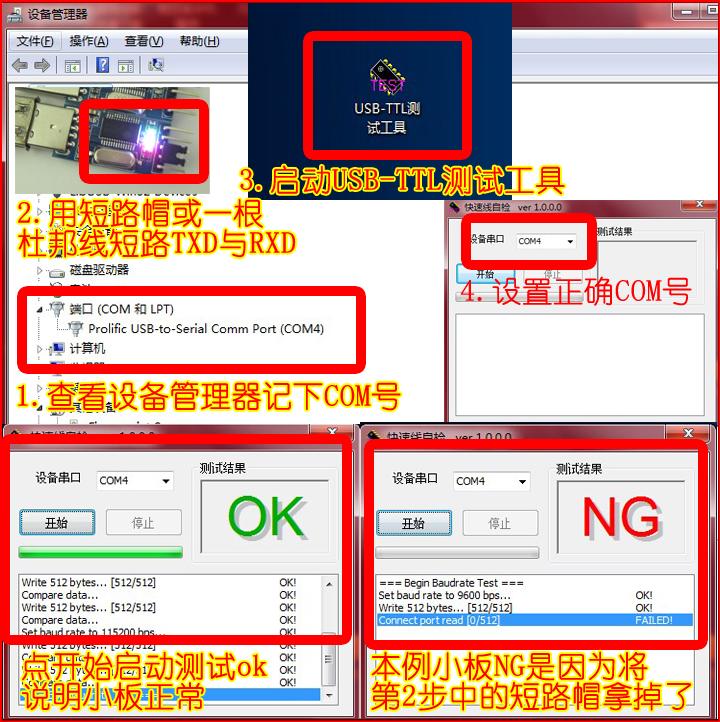 设备管理器
文件(F) 操作(A) 查看(V) 帮助(H)
TEST
USB-TTL测
试工具
3.启动USB-TTL测试工具
2.用短路帽或一根
杜邦线短路TXD与RXD
磁盘驱动器
端口 (COM 和 LPT)
Prolific USB-to-Serial Comm Port (COM4)
计算机
1.查看设备管理器记下COM号
快速线自检 ver 1.0.0.0
设备串口 COM4 测试结果
开始 停止
4.设置正确COM号
快速线自检 ver 1.0.0.0
设备串口 COM4 测试结果
开始 停止
OK
Write 512 bytes... [512/512] OK!
Compare data... OK!
Write 512 bytes... [512/512] OK!
Compare data... OK!
Set baud rate to 115200 bps... OK!
OK!
OK!
OK!
点开始启动测试ok
说明小板正常
快速线自检 ver 1.0.0.0
设备串口 COM4 测试结果
开始 停止
NG
=== Begin Baudrate Test ===
Set baud rate to 9600 bps... OK!
Write 512 bytes... [512/512] OK!
Connect port read [0/512] FAILED!
本例小板NG是因为将
第2步中的短路帽拿掉了